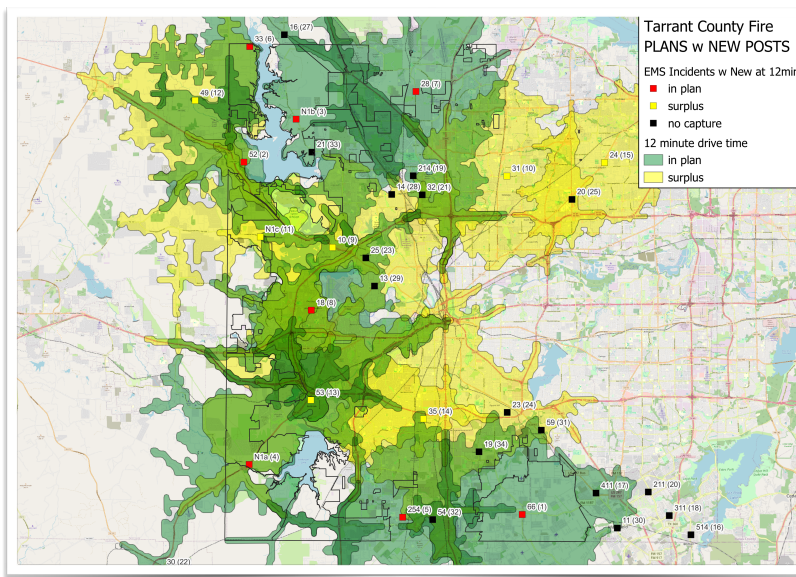 Tarrant County Fire
PLANS w NEW POSTS
EMS Incidents w New at 12min
in plan
surplus
no capture
12 minute drive time
in plan
surplus
16 (27)
33 (6)
28 (7)
49 (12)
N1b (3)
21 (33)
52 (2)
24 (15)
31 (10)
214 (19)
14 (28)
32 (21)
20 (25)
N1c (11)
10 (9)
25 (23)
13 (29)
18 (8)
53 (13)
35 (14)
23 (24)
59 (31)
19 (34)
N1a (4)
411 (17)
211 (20)
254 (5)
54 (32)
66 (1)
311 (18)
11 (30)
514 (16)
30 (22)